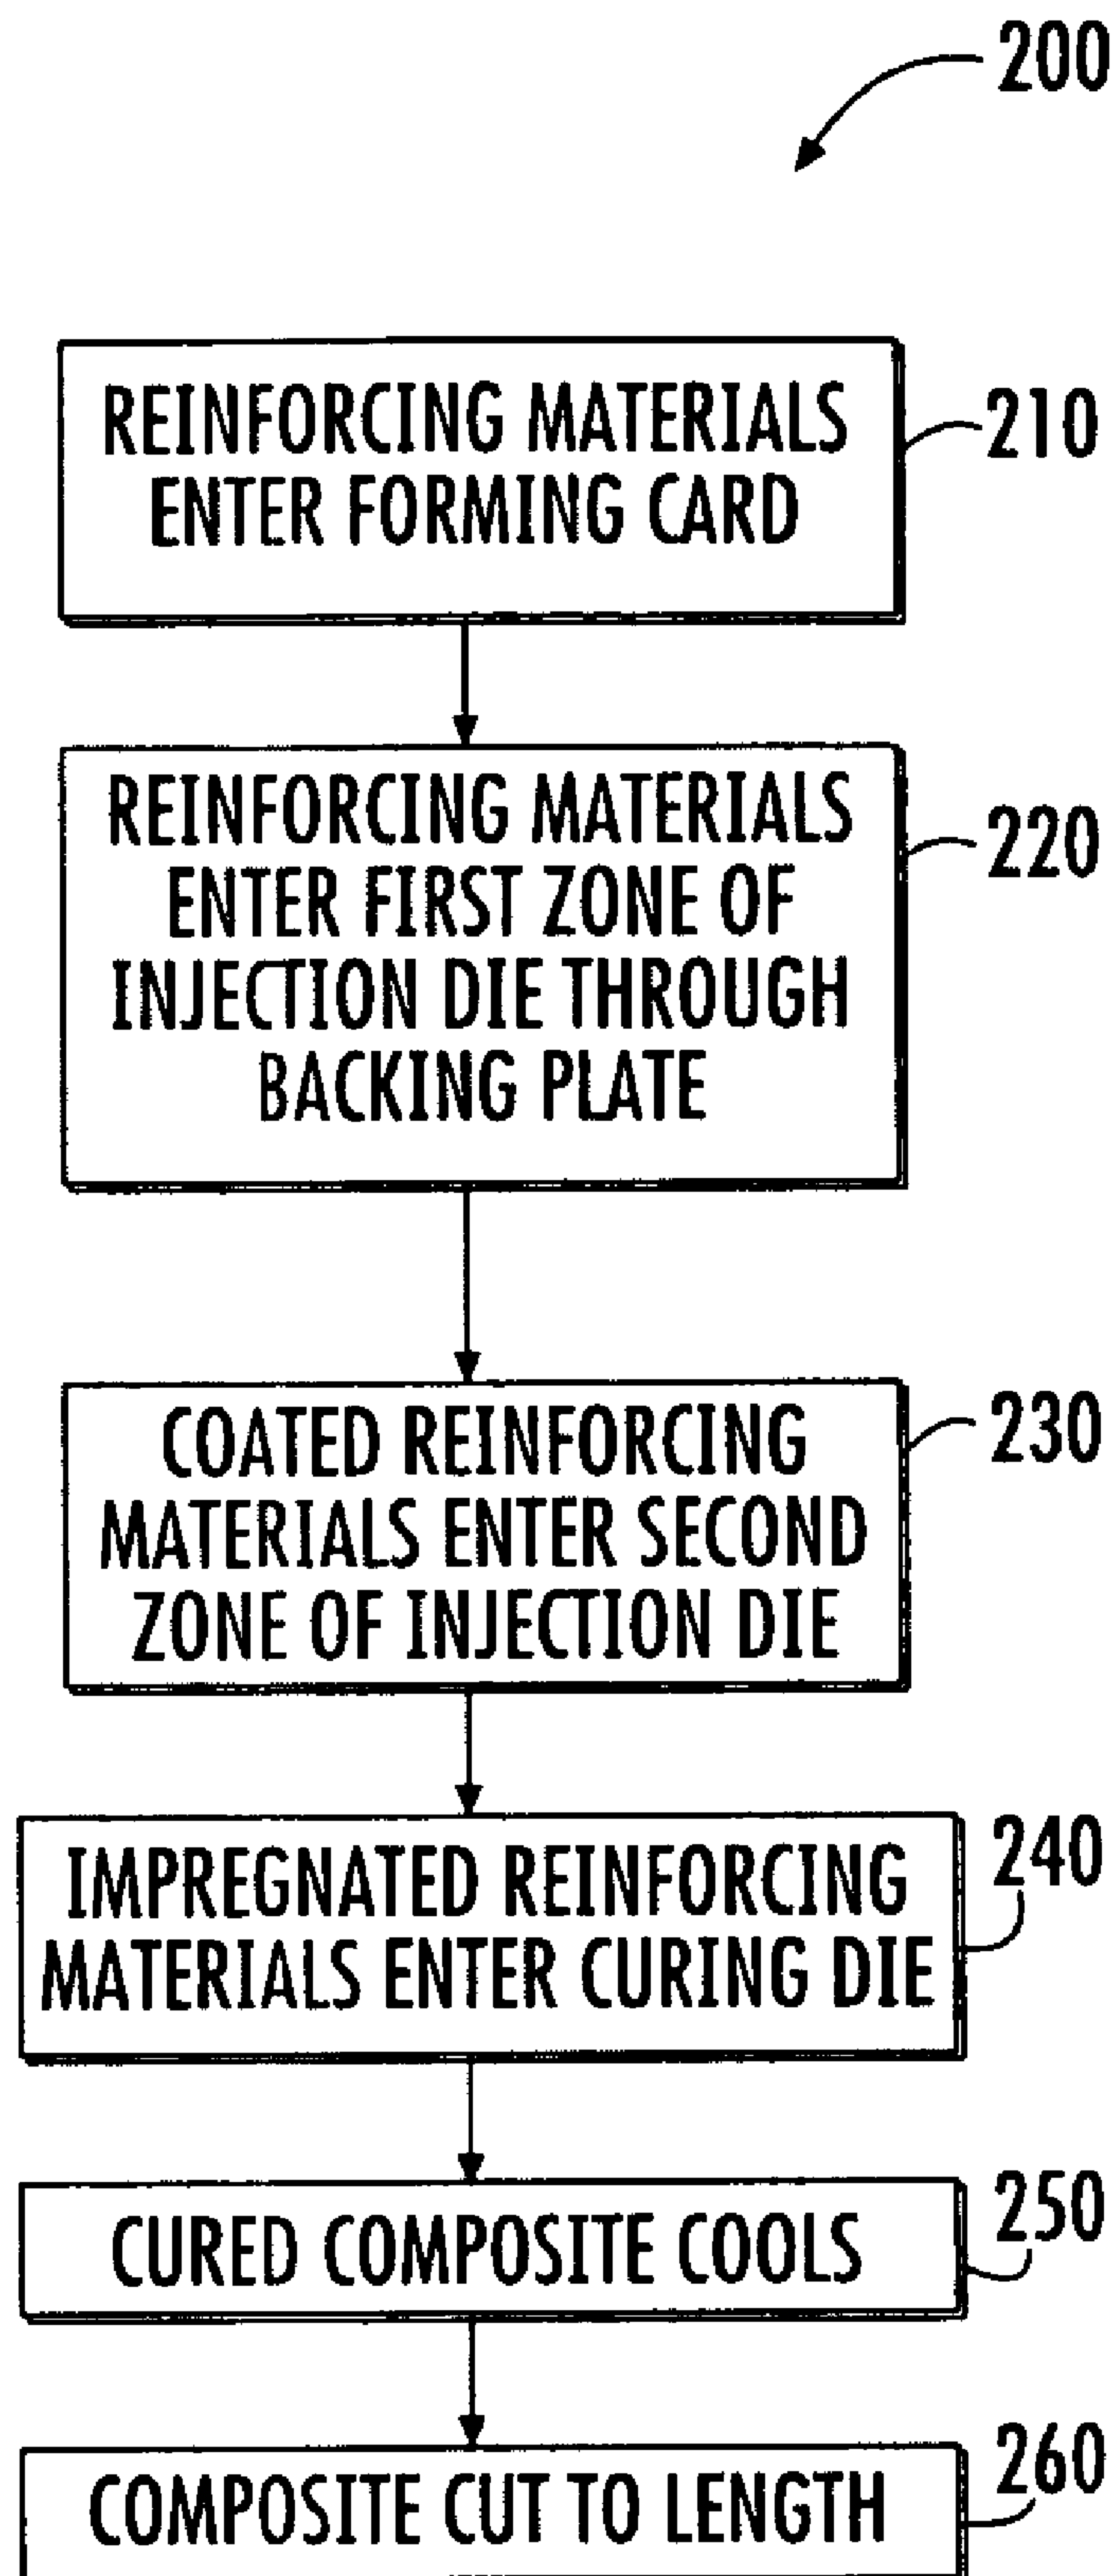 200
REINFORCING MATERIALS
ENTER FORMING CARD
210
REINFORCING MATERIALS
ENTER FIRST ZONE OF
INJECTION DIE THROUGH
BACKING PLATE
220
COATED REINFORCING
MATERIALS ENTER SECOND
ZONE OF INJECTION DIE
230
IMPREGNATED REINFORCING
MATERIALS ENTER CURING DIE
240
CURED COMPOSITE COOLS
250
COMPOSITE CUT TO LENGTH
260